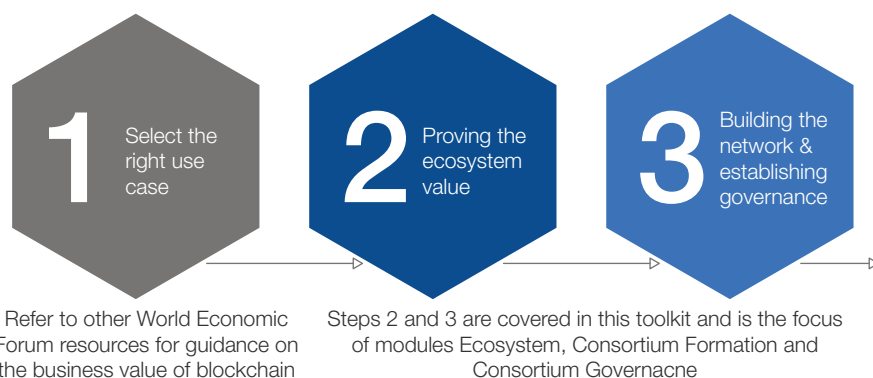 1
Select the
right use
case
2
Proving the
ecosystem
value
3
Building the
network &
establishing
governance
Refer to other World Economic
Forum resources for guidance on
the business value of blockchain
Steps 2 and 3 are covered in this toolkit and is the focus
of modules Ecosystem, Consortium Formation and
Consortium Governacne